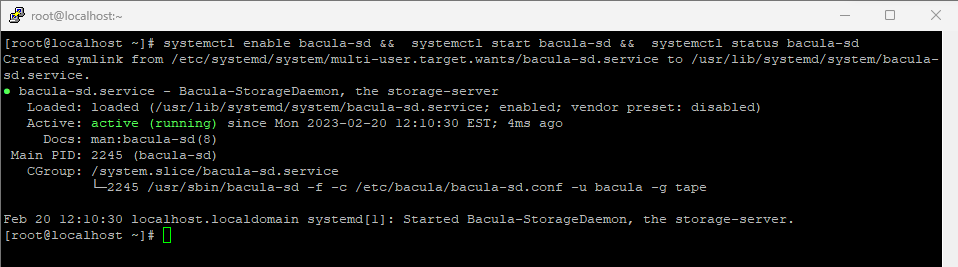 root@localhost:~
[root@localhost ~]# systemctl enable bacula-sd &&  systemctl start bacula-sd &&  systemctl status bacula-sd
Created symlink from /etc/systemd/system/multi-user.target.wants/bacula-sd.service to /usr/lib/systemd/system/bacula-
sd.service.
● bacula-sd.service - Bacula-StorageDaemon, the storage-server
   Loaded: loaded (/usr/lib/systemd/system/bacula-sd.service; enabled; vendor preset: disabled)
   Active: active (running) since Mon 2023-02-20 12:10:30 EST; 4ms ago
     Docs: man:bacula-sd(8)
 Main PID: 2245 (bacula-sd)
   CGroup: /system.slice/bacula-sd.service
           └─2245 /usr/sbin/bacula-sd -f -c /etc/bacula/bacula-sd.conf -u bacula -g tape
Feb 20 12:10:30 localhost.localdomain systemd[1]: Started Bacula-StorageDaemon, the storage-server.
[root@localhost ~]#